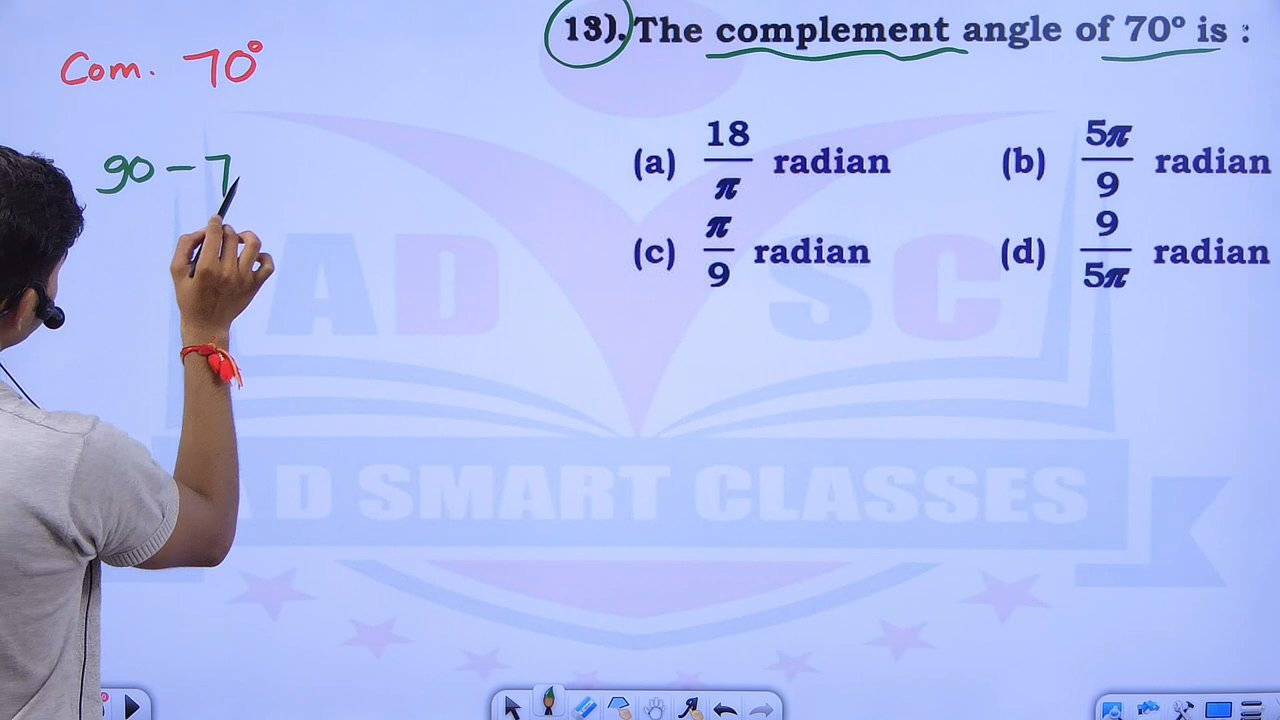 13). The complement angle of 70° is :
Com. 70°
90 - 7
(a) 18/π radian
(b) 5π/9 radian
(c) π/9 radian
(d) 9/5π radian
AD SC
A D SMART CLASSES